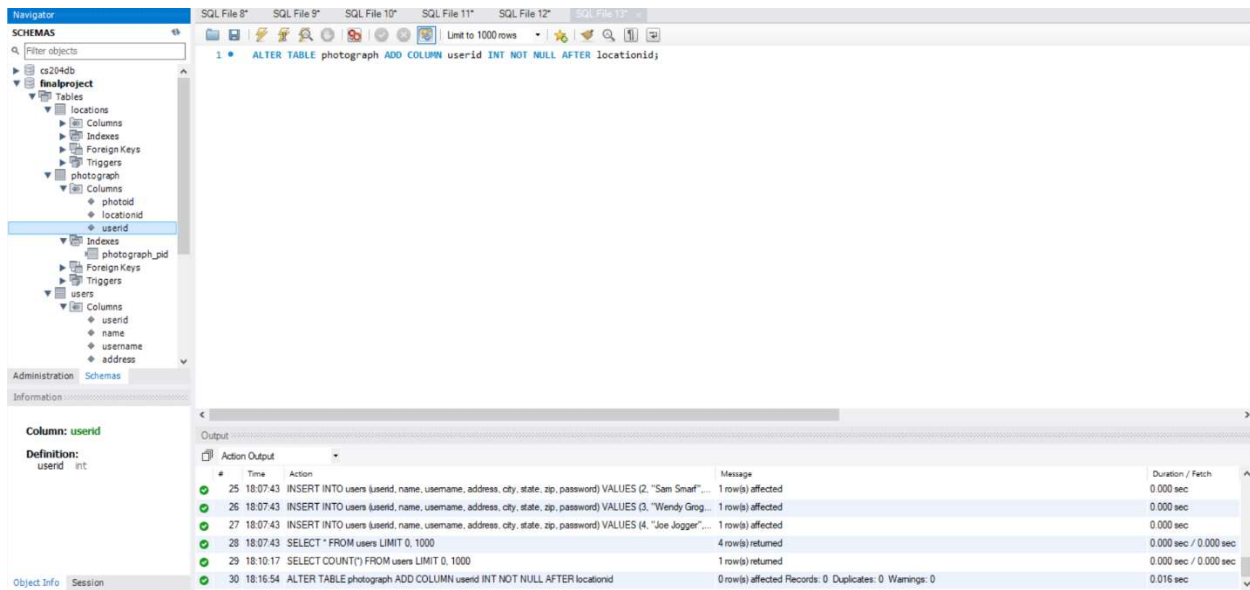 Navigator
SCHEMAS
Filter objects
cs204db
finalproject
Tables
locations
Columns
Indexes
Foreign Keys
Triggers
photograph
Columns
photoid
locationid
userid
Indexes
photograph_pid
Foreign Keys
Triggers
users
Columns
userid
name
username
address
Administration Schemas
Information
Column: userid
Definition:
userid int
Object Info Session
SQL File 8* SQL File 9* SQL File 10* SQL File 11* SQL File 12* SQL File 13*
Limit to 1000 rows
1 ALTER TABLE photograph ADD COLUMN userid INT NOT NULL AFTER locationid;
Output
Action Output
# Time Action Message Duration / Fetch
25 18:07:43 INSERT INTO users (userid, name, username, address, city, state, zip, password) VALUES (2, "Sam Smarf",... 1 row(s) affected 0.000 sec
26 18:07:43 INSERT INTO users (userid, name, username, address, city, state, zip, password) VALUES (3, "Wendy Grog... 1 row(s) affected 0.000 sec
27 18:07:43 INSERT INTO users (userid, name, username, address, city, state, zip, password) VALUES (4, "Joe Jogger",... 1 row(s) affected 0.000 sec
28 18:07:43 SELECT * FROM users LIMIT 0, 1000 4 row(s) returned 0.000 sec / 0.000 sec
29 18:10:17 SELECT COUNT(*) FROM users LIMIT 0, 1000 1 row(s) returned 0.000 sec / 0.000 sec
30 18:16:54 ALTER TABLE photograph ADD COLUMN userid INT NOT NULL AFTER locationid 0 row(s) affected Records: 0 Duplicates: 0 Warnings: 0 0.016 sec